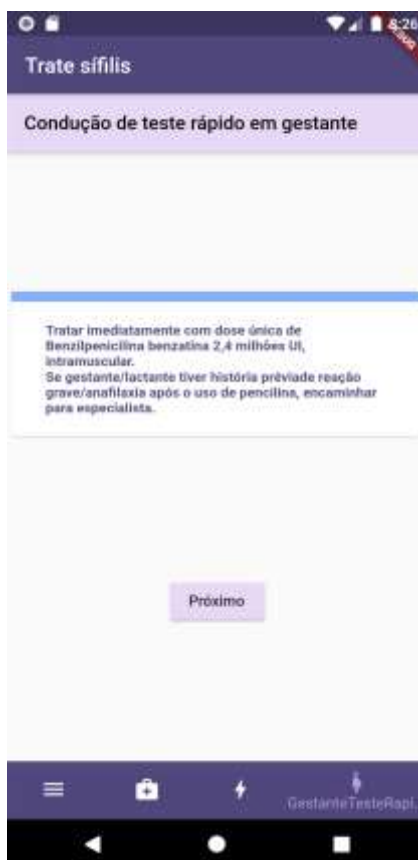 8:26
Trate sífilis
Condução de teste rápido em gestante
Tratar imediatamente com dose única de
Benzilpenicilina benzatina 2,4 milhões UI,
intramuscular.
Se gestante/lactante tiver história préviade reação
grave/anafilaxia após o uso de pencilina, encaminhar
para especialista.
Próximo
GestanteTesteRapi...